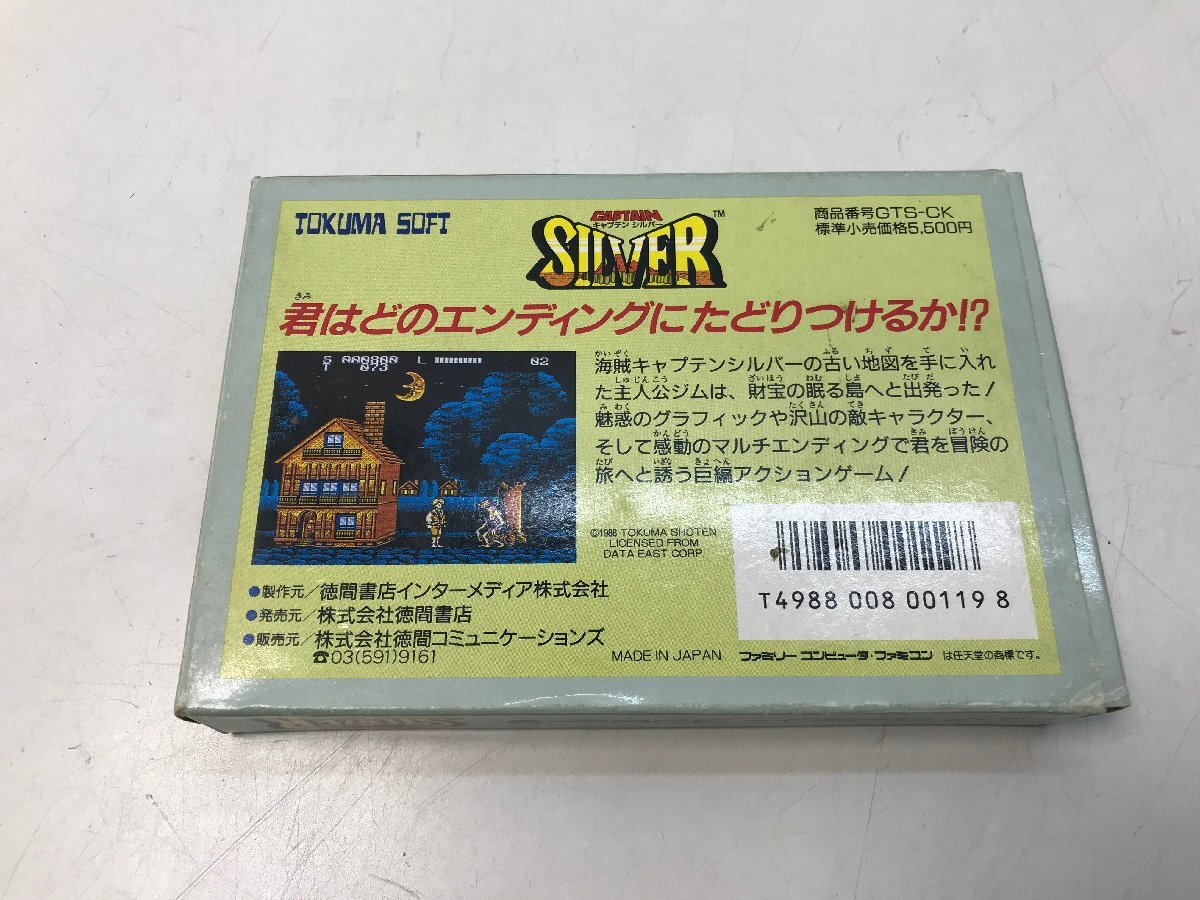 TOKUMA SOFT
CAPTAIN
キャプテン シルバー
SILVER™
商品番号GTS-CK
標準小売価格5,500円
君はどのエンディングにたどりつけるか!?
S 000800 L 02
T 073
海賊キャプテンシルバーの古い地図を手に入れ
た主人公ジムは、財宝の眠る島へと出発った!
魅惑のグラフィックや沢山の敵キャラクター、
そして感動のマルチエンディングで君を冒険の
旅へと誘う巨編アクションゲーム!
©1988 TOKUMA SHOTEN
LICENSED FROM
DATA EAST CORP.
T4988 008 00119 8
●製作元/徳間書店インターメディア株式会社
●発売元/株式会社徳間書店
●販売元/株式会社徳間コミュニケーションズ
☎03(591)9161
MADE IN JAPAN
ファミリーコンピュータ・ファミコン は任天堂の商標です。